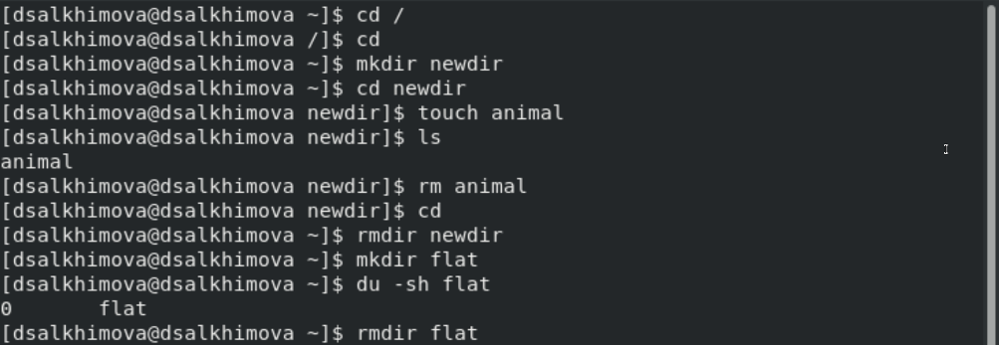 [dsalkhimova@dsalkhimova ~]$ cd /
[dsalkhimova@dsalkhimova /]$ cd
[dsalkhimova@dsalkhimova ~]$ mkdir newdir
[dsalkhimova@dsalkhimova ~]$ cd newdir
[dsalkhimova@dsalkhimova newdir]$ touch animal
[dsalkhimova@dsalkhimova newdir]$ ls
animal
[dsalkhimova@dsalkhimova newdir]$ rm animal
[dsalkhimova@dsalkhimova newdir]$ cd
[dsalkhimova@dsalkhimova ~]$ rmdir newdir
[dsalkhimova@dsalkhimova ~]$ mkdir flat
[dsalkhimova@dsalkhimova ~]$ du -sh flat
0       flat
[dsalkhimova@dsalkhimova ~]$ rmdir flat